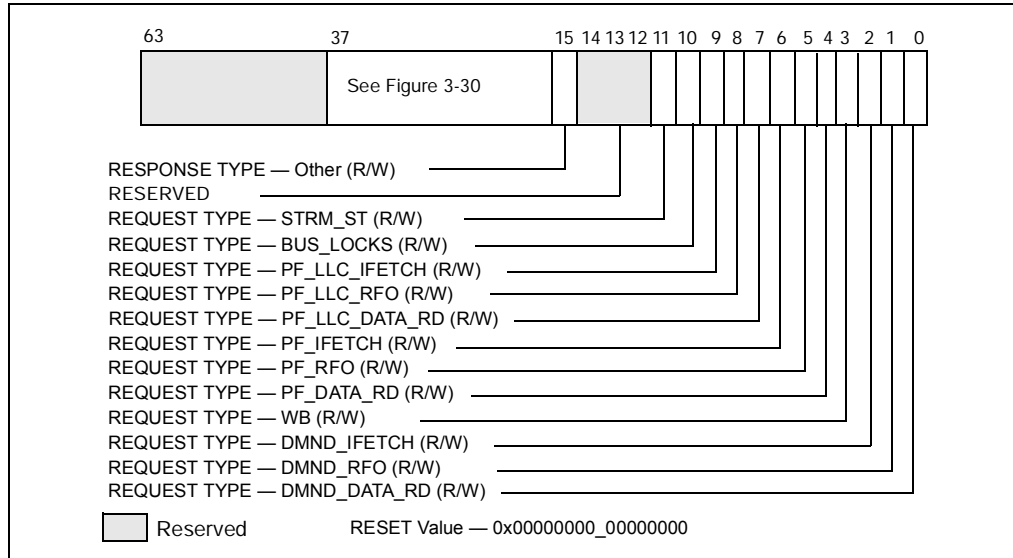 63 37 15 14 13 12 11 10 9 8 7 6 5 4 3 2 1 0
See Figure 3-30
RESPONSE TYPE — Other (R/W)
RESERVED
REQUEST TYPE — STRM_ST (R/W)
REQUEST TYPE — BUS_LOCKS (R/W)
REQUEST TYPE — PF_LLC_IFETCH (R/W)
REQUEST TYPE — PF_LLC_RFO (R/W)
REQUEST TYPE — PF_LLC_DATA_RD (R/W)
REQUEST TYPE — PF_IFETCH (R/W)
REQUEST TYPE — PF_RFO (R/W)
REQUEST TYPE — PF_DATA_RD (R/W)
REQUEST TYPE — WB (R/W)
REQUEST TYPE — DMND_IFETCH (R/W)
REQUEST TYPE — DMND_RFO (R/W)
REQUEST TYPE — DMND_DATA_RD (R/W)
Reserved RESET Value — 0x00000000_00000000